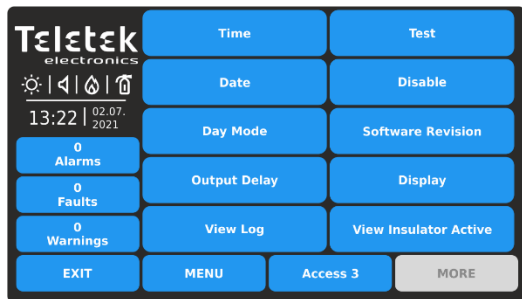 Teletek
electronics
13:22
02.07.
2021
0
Alarms
0
Faults
0
Warnings
Time
Test
Date
Disable
Day Mode
Software Revision
Output Delay
Display
View Log
View Insulator Active
EXIT
MENU
Access 3
MORE